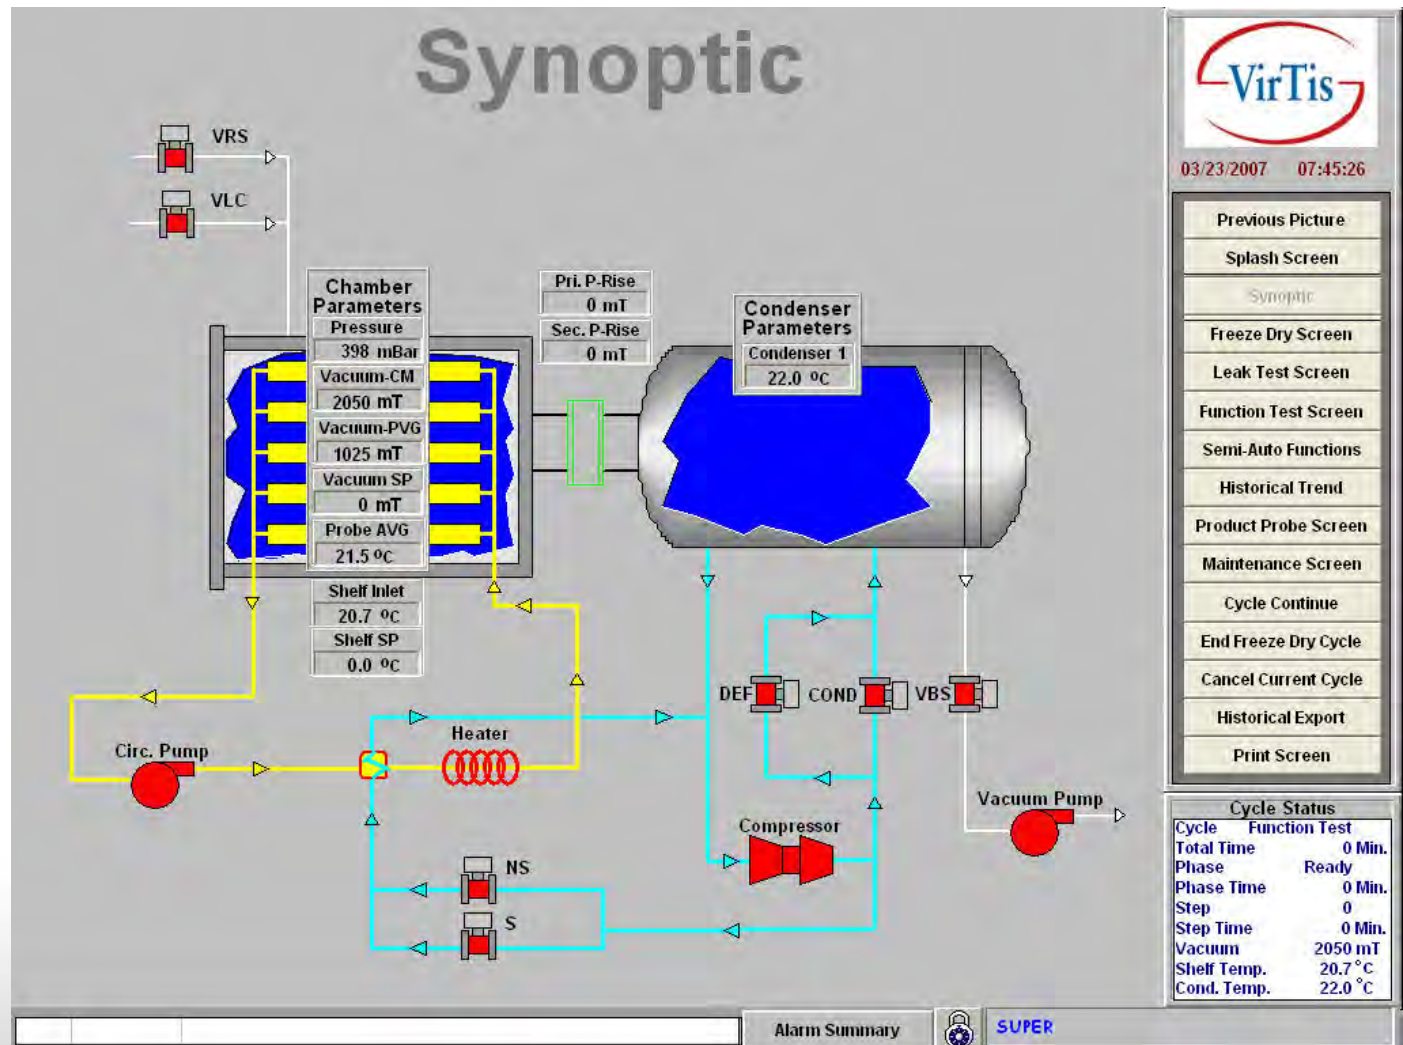 Synoptic
VirTis
03/23/2007 07:45:26
VRS
VLC
Chamber
Parameters
Pressure
398 mBar
Vacuum-CM
2050 mT
Vacuum-PVG
1025 mT
Vacuum SP
0 mT
Probe AVG
21.5 ºC
Shelf Inlet
20.7 ºC
Shelf SP
0.0 ºC
Pri. P-Rise
0 mT
Sec. P-Rise
0 mT
Condenser
Parameters
Condenser 1
22.0 ºC
DEF
COND
VBS
Circ. Pump
Heater
Compressor
Vacuum Pump
NS
S
Previous Picture
Splash Screen
Synoptic
Freeze Dry Screen
Leak Test Screen
Function Test Screen
Semi-Auto Functions
Historical Trend
Product Probe Screen
Maintenance Screen
Cycle Continue
End Freeze Dry Cycle
Cancel Current Cycle
Historical Export
Print Screen
Cycle Status
Cycle Function Test
Total Time 0 Min.
Phase Ready
Phase Time 0 Min.
Step 0
Step Time 0 Min.
Vacuum 2050 mT
Shelf Temp. 20.7 °C
Cond. Temp. 22.0 °C
Alarm Summary
SUPER